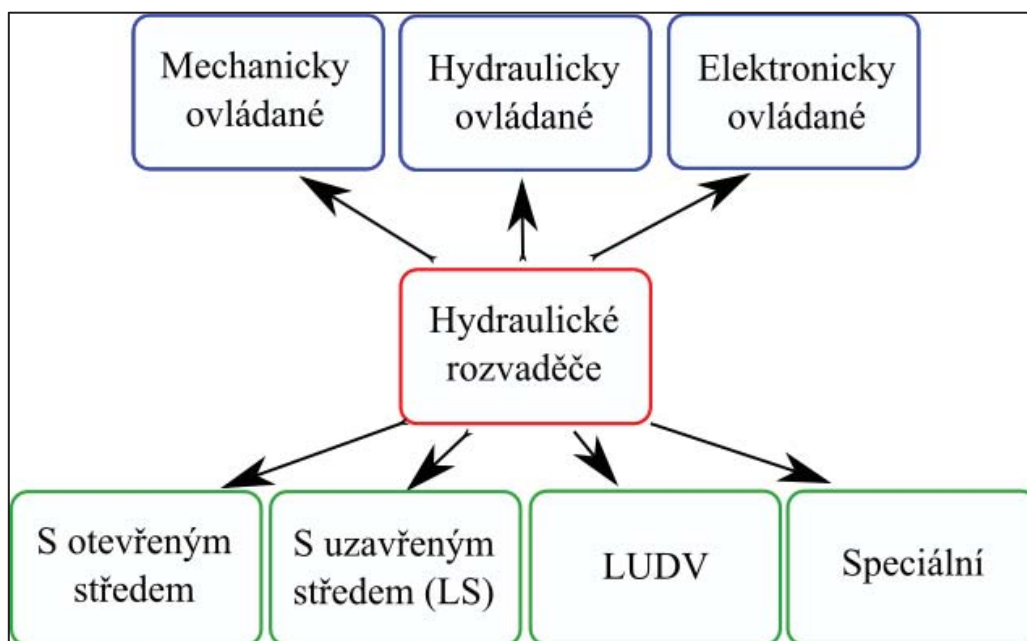 Mechanicky
ovládané
Hydraulicky
ovládané
Elektronicky
ovládané
Hydraulické
rozvaděče
S otevřeným
středem
S uzavřeným
středem (LS)
LUDV
Speciální